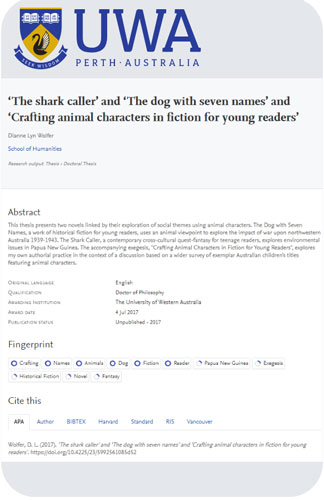 UWA
PERTH·AUSTRALIA
SEEK WISDOM
‘The shark caller’ and ‘The dog with seven names’ and
‘Crafting animal characters in fiction for young readers’
Dianne Lyn Wolfer
School of Humanities
Research output: Thesis › Doctoral Thesis
Abstract
This thesis presents two novels linked by their exploration of social themes using animal characters. The Dog with Seven
Names, a work of historical fiction for young readers, uses an animal viewpoint to explore the impact of war upon northwestern
Australia 1939-1943. The Shark Caller, a contemporary cross-cultural quest-fantasy for teenage readers, explores environmental
issues in Papua New Guinea. The accompanying exegesis, "Crafting Animal Characters in Fiction for Young Readers", explores
my own authorial practice in the context of a discussion based on a wider survey of exemplar Australian children's titles
featuring animal characters.
ORIGINAL LANGUAGE English
QUALIFICATION Doctor of Philosophy
AWARDING INSTITUTION The University of Western Australia
AWARD DATE 4 Jul 2017
PUBLICATION STATUS Unpublished - 2017
Fingerprint
Crafting Names Animals Dog Fiction Reader Papua New Guinea Exegesis
Historical Fiction Novel Fantasy
Cite this
APA Author BIBTEX Harvard Standard RIS Vancouver
Wolfer, D. L. (2017). 'The shark caller' and 'The dog with seven names' and 'Crafting animal characters in fiction for young
readers'.